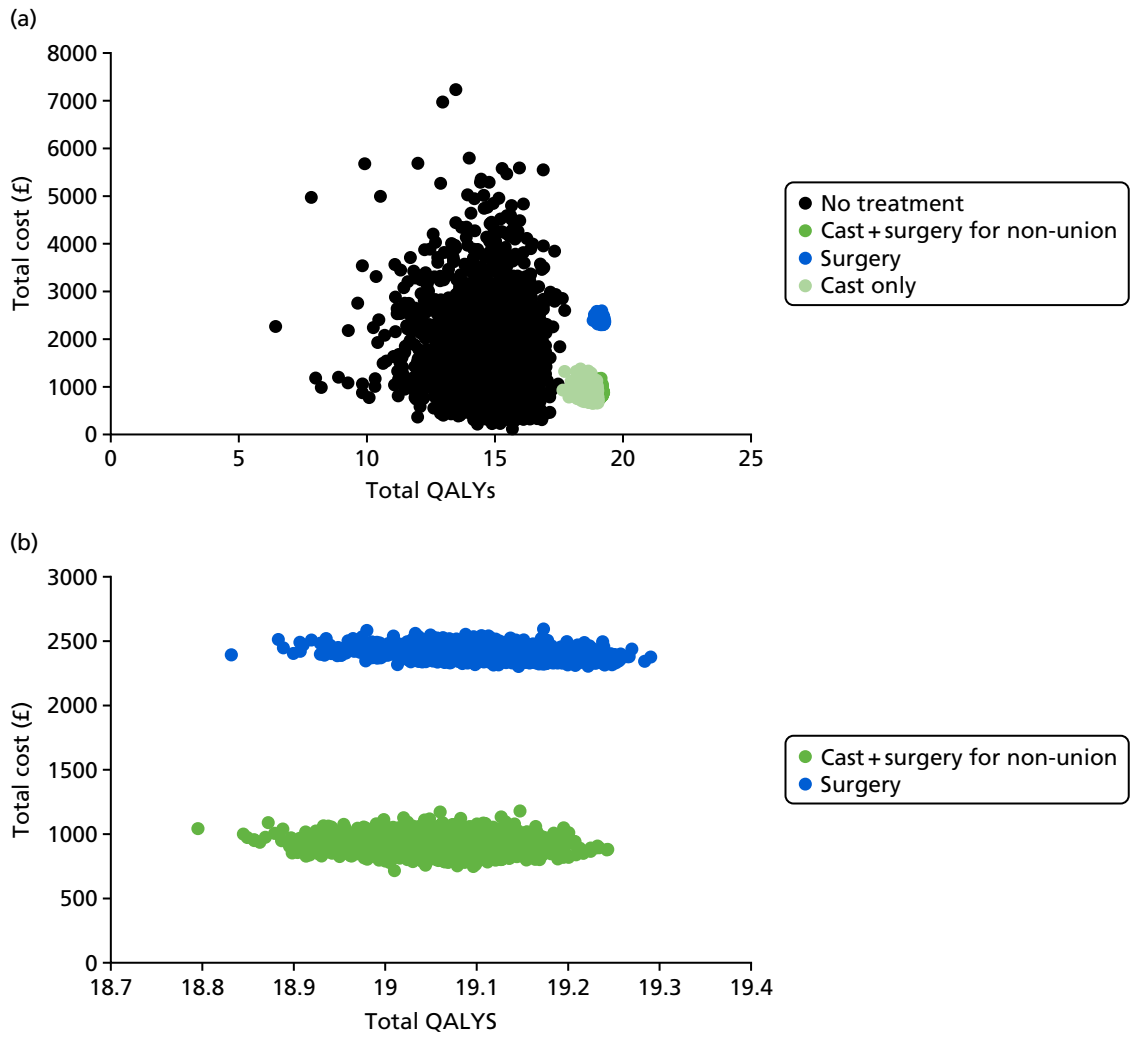 (a)
8000
7000
6000
5000
4000
3000
2000
1000
0
Total cost (£)
0 5 10 15 20 25
Total QALYs
No treatment
Cast+surgery for non-union
Surgery
Cast only
(b)
3000
2500
2000
1500
1000
500
0
Total cost (£)
18.7 18.8 18.9 19 19.1 19.2 19.3 19.4
Total QALYS
Cast+surgery for non-union
Surgery